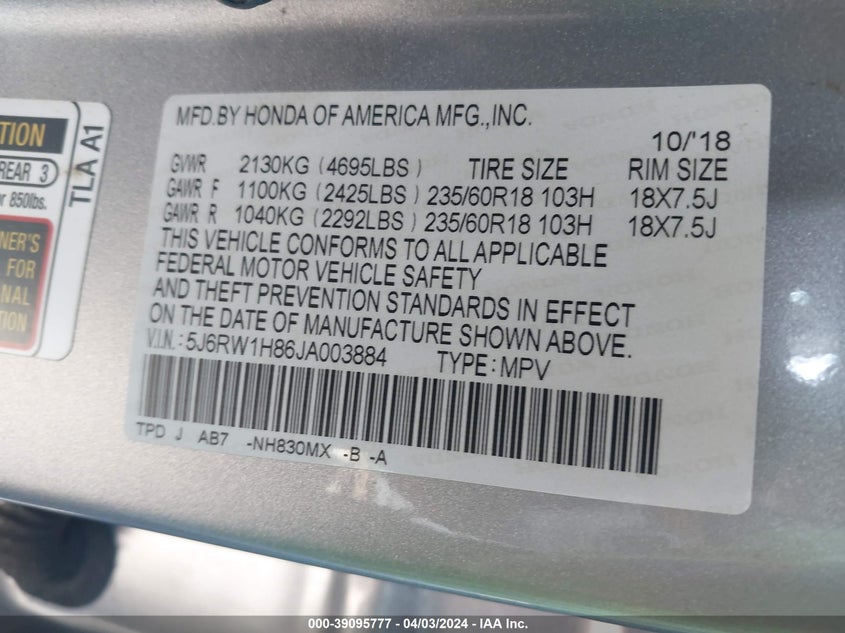 TION
REAR 3
850lbs.
NER'S
FOR
NAL
TION
TLA A1
MFD.BY HONDA OF AMERICA MFG.,INC.
10/'18
GVWR 2130KG (4695LBS) TIRE SIZE RIM SIZE
GAWR F 1100KG (2425LBS) 235/60R18 103H 18X7.5J
GAWR R 1040KG (2292LBS) 235/60R18 103H 18X7.5J
THIS VEHICLE CONFORMS TO ALL APPLICABLE
FEDERAL MOTOR VEHICLE SAFETY
AND THEFT PREVENTION STANDARDS IN EFFECT
ON THE DATE OF MANUFACTURE SHOWN ABOVE.
V.I.N.: 5J6RW1H86JA003884 TYPE: MPV
TPD J AB7 -NH830MX -B -A
000-39095777 - 04/03/2024 - IAA Inc.